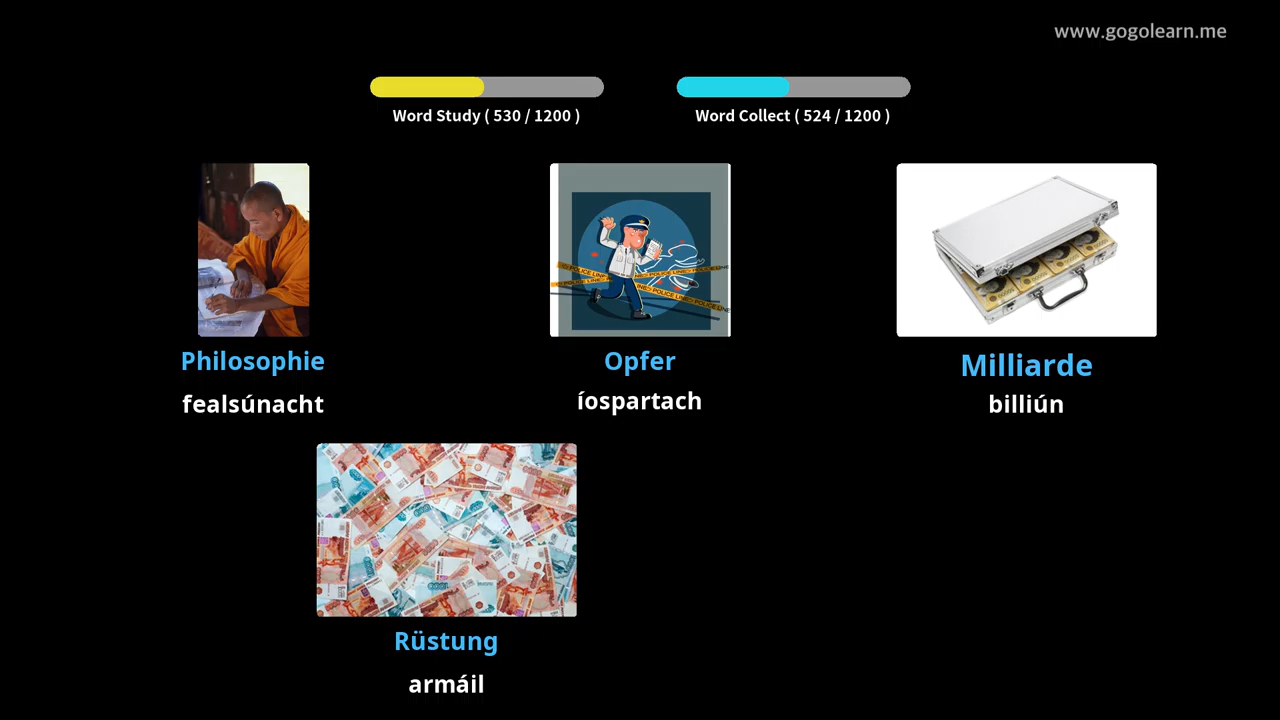 www.gogolearn.me
Word Study ( 530 / 1200 )
Word Collect ( 524 / 1200 )
Philosophie
fealsúnacht
Opfer
íospartach
Milliarde
billiún
Rüstung
armáil